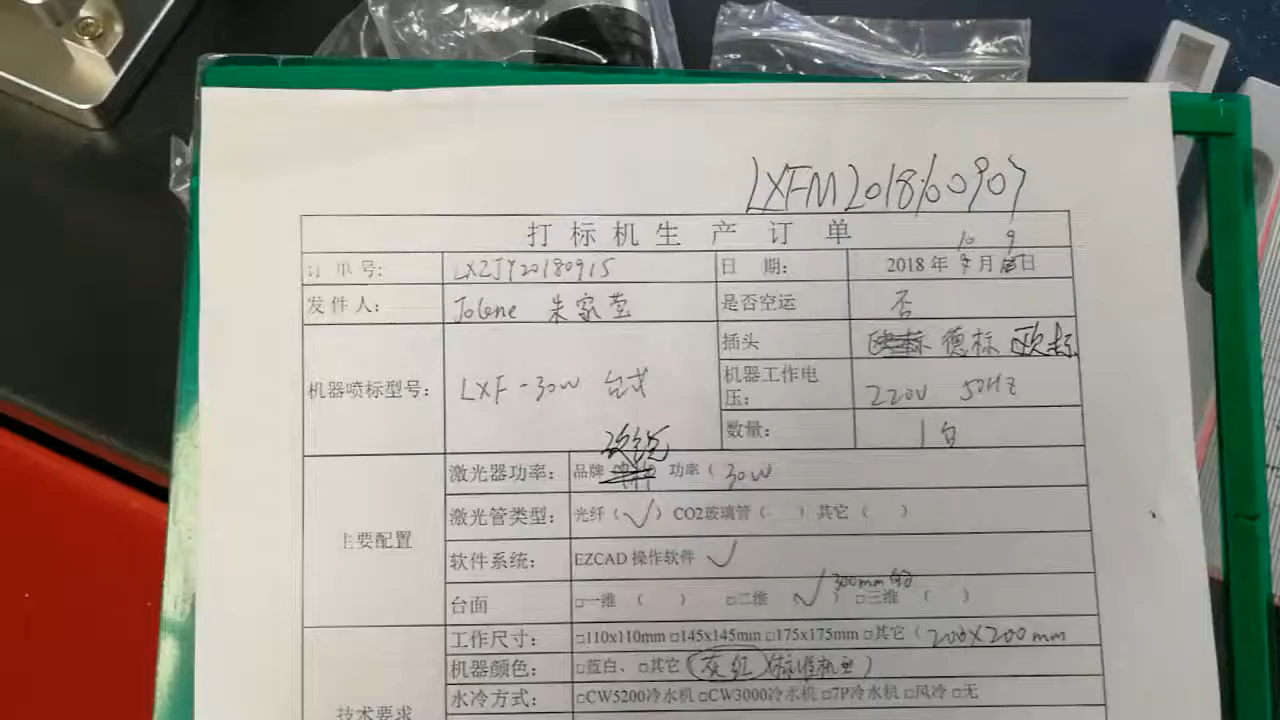 LXFM2018100907
打标机生产订单
订单号: LXZJY20180915 日 期: 2018年 10月 9日
发件人: Jolene 朱家莹 是否空运 否
插头 德标 欧标
机器喷标型号: LXF-30W 台式 机器工作电压: 220V 50HZ
数量: 1台
主要配置 激光器功率: 品牌 锐 功率( 30W
激光管类型: 光纤(✓) CO2玻璃管( ) 其它( )
软件系统: EZCAD 操作软件 ✓
台面 □一维 ( ) □二维 ✓) □三维 ( ) 300mm
技术要求 工作尺寸: □110x110mm □145x145mm □175x175mm □其它(200X200mm
机器颜色: □蓝白、□其它(灰红(标准机型)
水冷方式: □CW5200冷水机 □CW3000冷水机 □7P冷水机 □风冷 □无